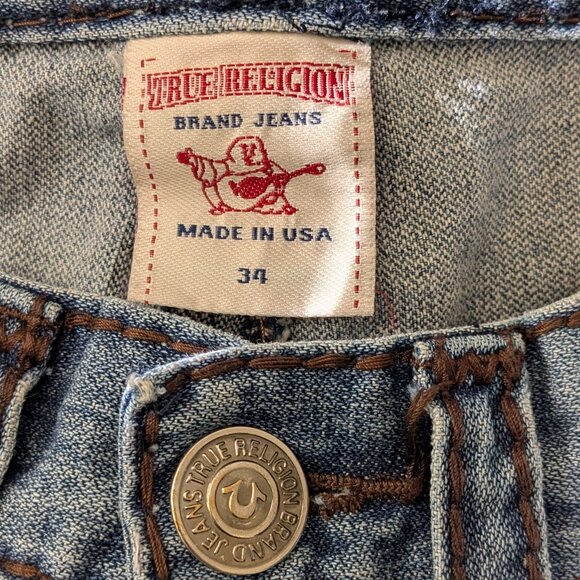 TRUE RELIGION
BRAND JEANS
MADE IN USA
34
TRUE RELIGION BRAND JEANS